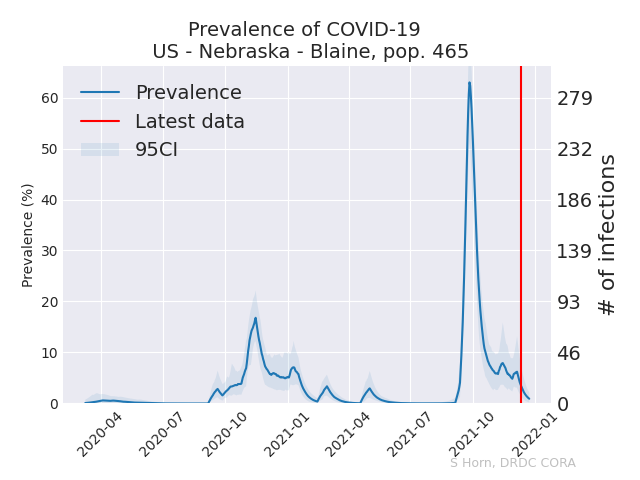 Prevalence of COVID-19
US - Nebraska - Blaine, pop. 465
Prevalence
Latest data
95CI
Prevalence (%)
60
50
40
30
20
10
0
279
232
186
139
93
46
0
# of infections
2020-04
2020-07
2020-10
2021-01
2021-04
2021-07
2021-10
2022-01
S Horn, DRDC CORA